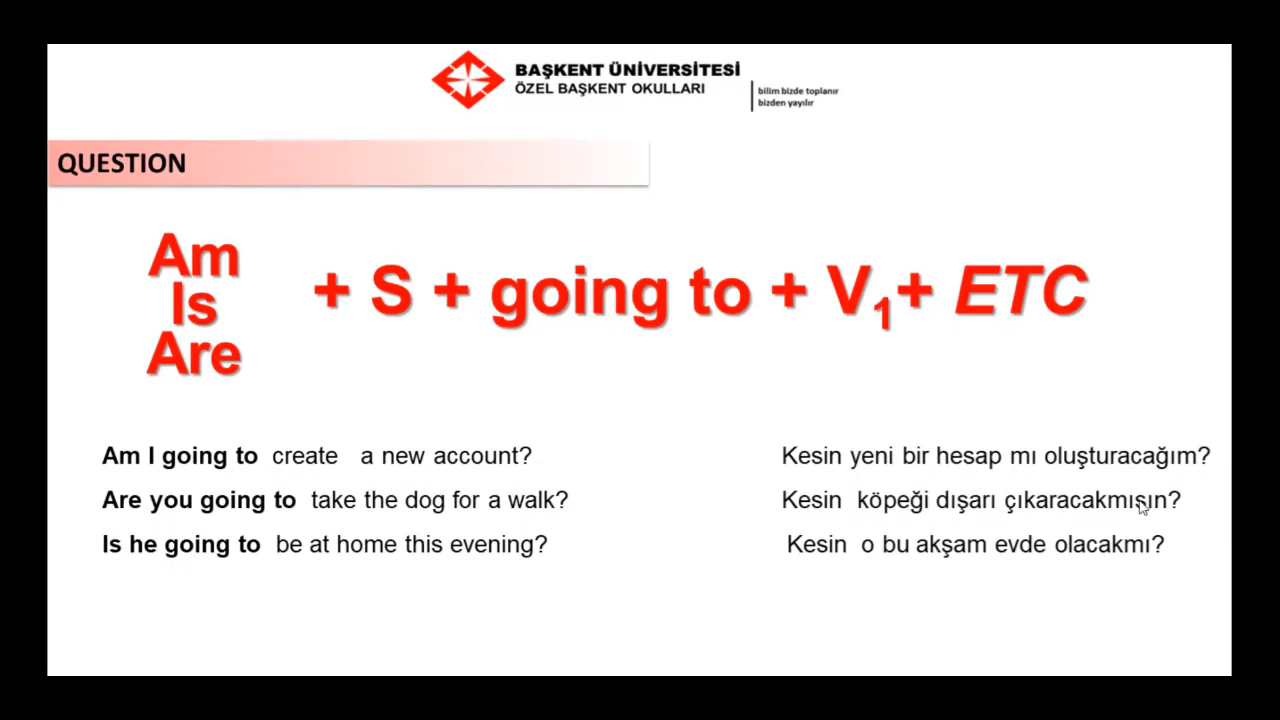 BAŞKENT ÜNİVERSİTESİ
ÖZEL BAŞKENT OKULLARI
bilim bizde toplanır
bizden yayılır
QUESTION
Am
Is
Are
+ S + going to + V1+ ETC
Am I going to create a new account?
Kesin yeni bir hesap mı oluşturacağım?
Are you going to take the dog for a walk?
Kesin köpeği dışarı çıkaracakmısın?
Is he going to be at home this evening?
Kesin o bu akşam evde olacakmı?